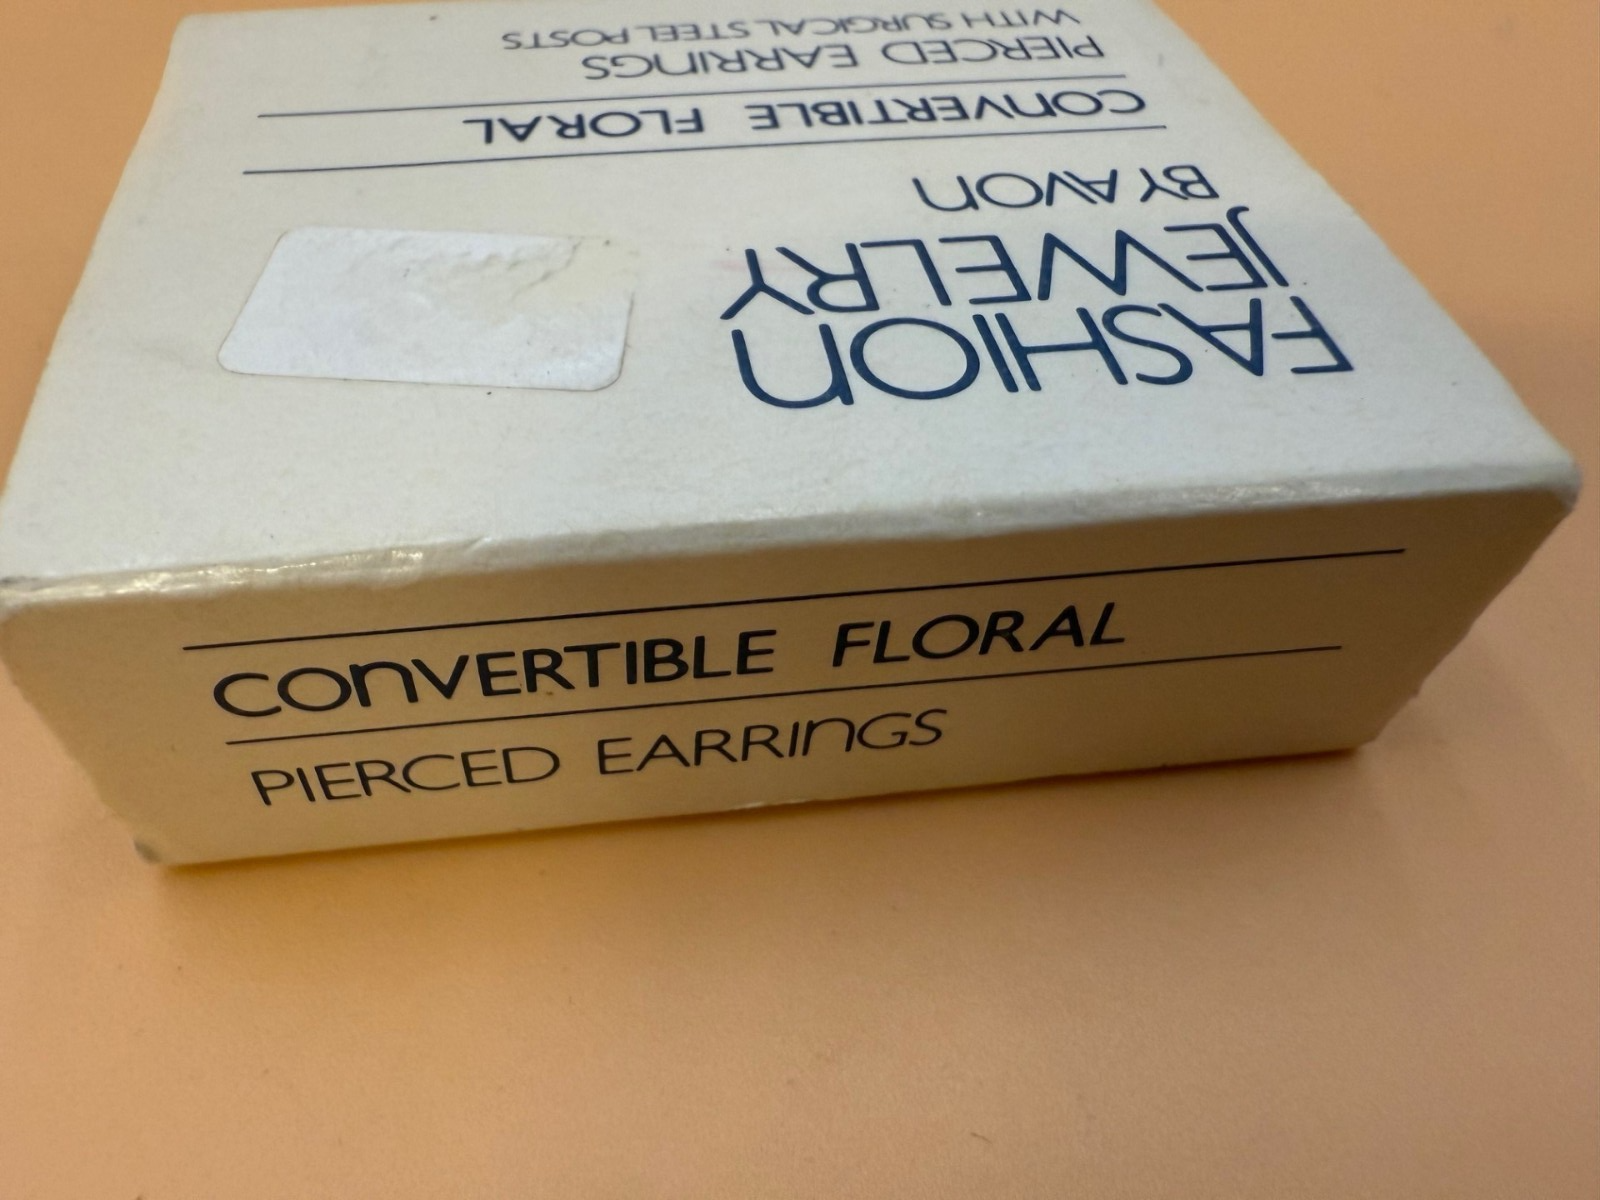 FASHION
JEWELRY
BY AVON
CONVERTIBLE FLORAL
PIERCED EARRINGS
WITH SURGICAL STEEL POSTS
CONVERTIBLE FLORAL
PIERCED EARRINGS